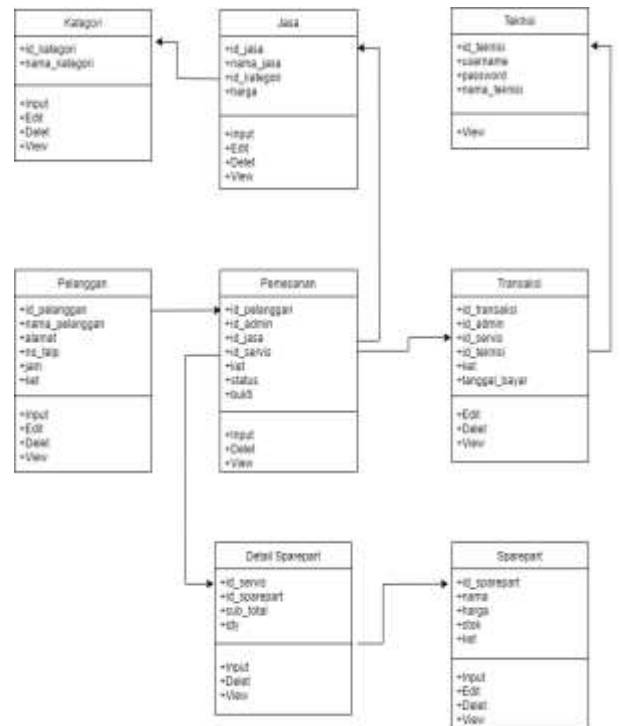 Kategori
+id_kategori
+nama_kategori
+Input
+Edit
+Delet
+View
Jasa
+id_jasa
+nama_jasa
+id_kategori
+harga
+Input
+Edit
+Delet
+View
Teknisi
+id_teknisi
+username
+password
+nama_teknisi
+View
Pelanggan
+id_pelanggan
+nama_pelanggan
+alamat
+no_telp
+jam
+ket
+Input
+Edit
+Delet
+View
Pemesanan
+id_pelanggan
+id_admin
+id_jasa
+id_servis
+ket
+status
+bukti
+Input
+Delet
+View
Transaksi
+id_transaksi
+id_admin
+id_servis
+id_teknisi
+ket
+tanggal_bayar
+Edit
+Delet
+View
Detail Sparepart
+id_servis
+id_sparepart
+sub_total
+Input
+Delet
+View
Sparepart
+id_sparepart
+nama
+harga
+stok
+ket
+Input
+Edit
+Delet
+View